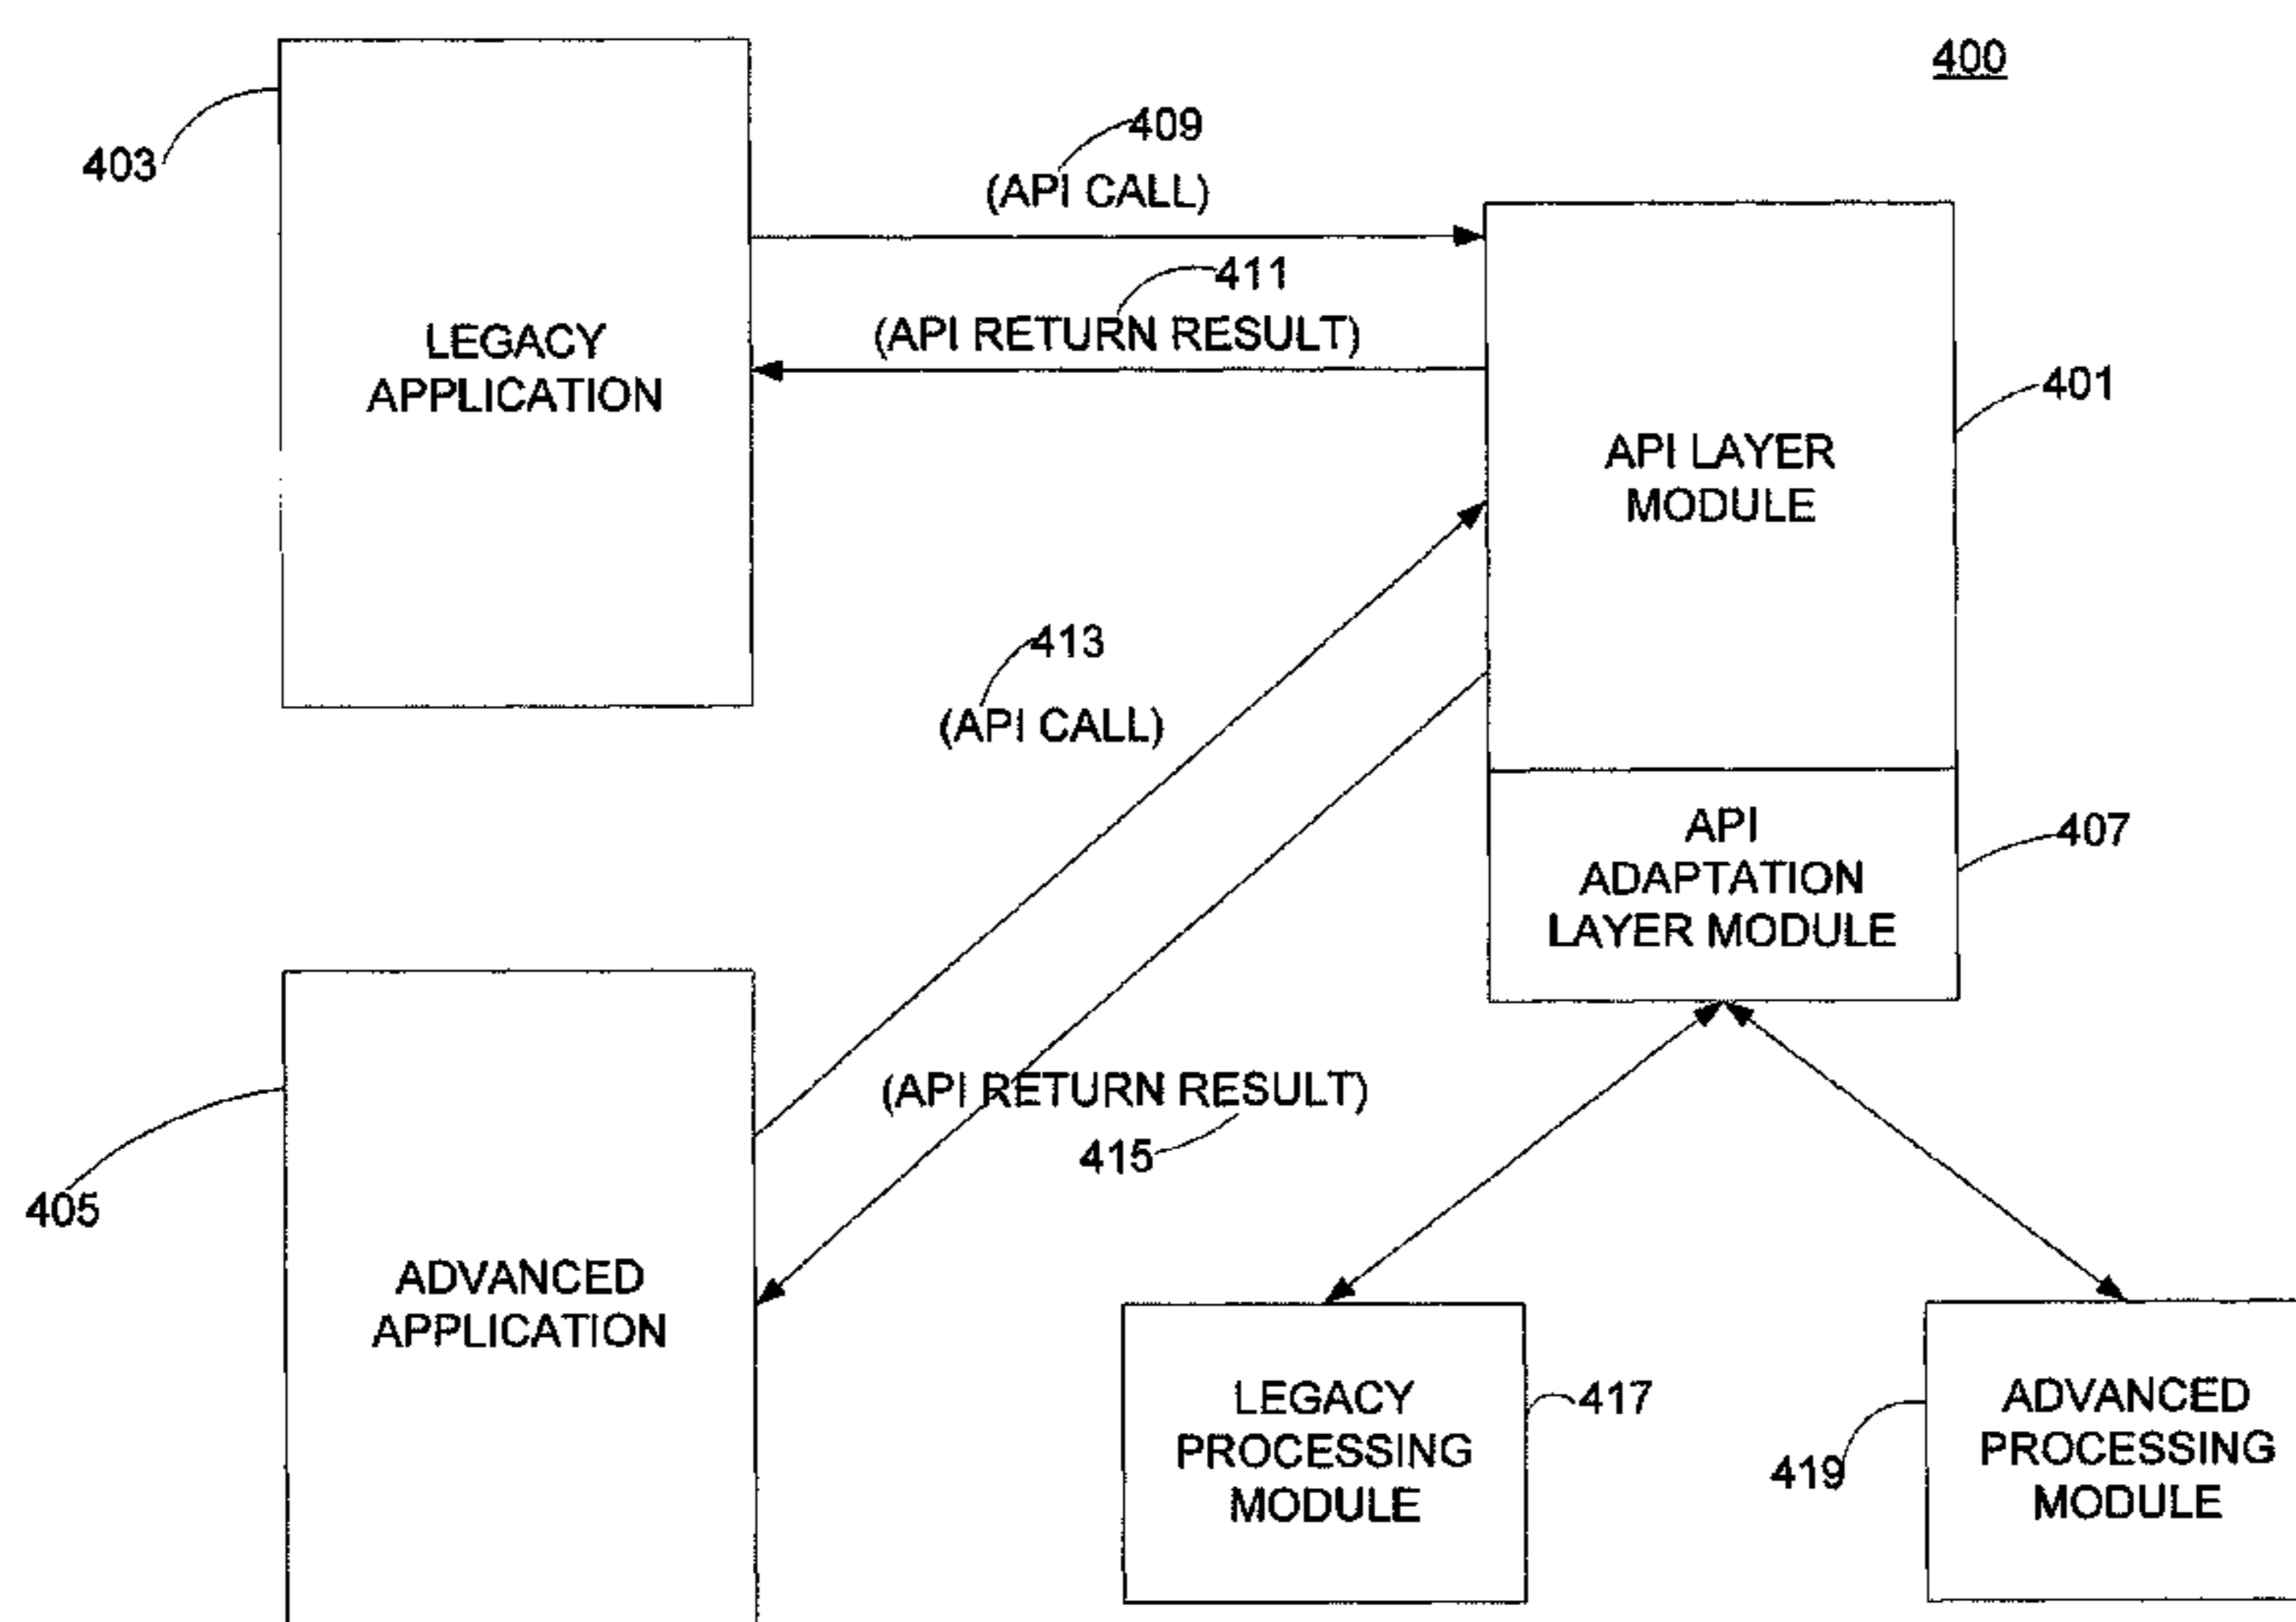 400
403
409
(API CALL)
411
(API RETURN RESULT)
LEGACY
APPLICATION
401
API LAYER
MODULE
413
(API CALL)
API
ADAPTATION
LAYER MODULE
407
(API RETURN RESULT)
415
405
ADVANCED
APPLICATION
LEGACY
PROCESSING
MODULE
417
419
ADVANCED
PROCESSING
MODULE